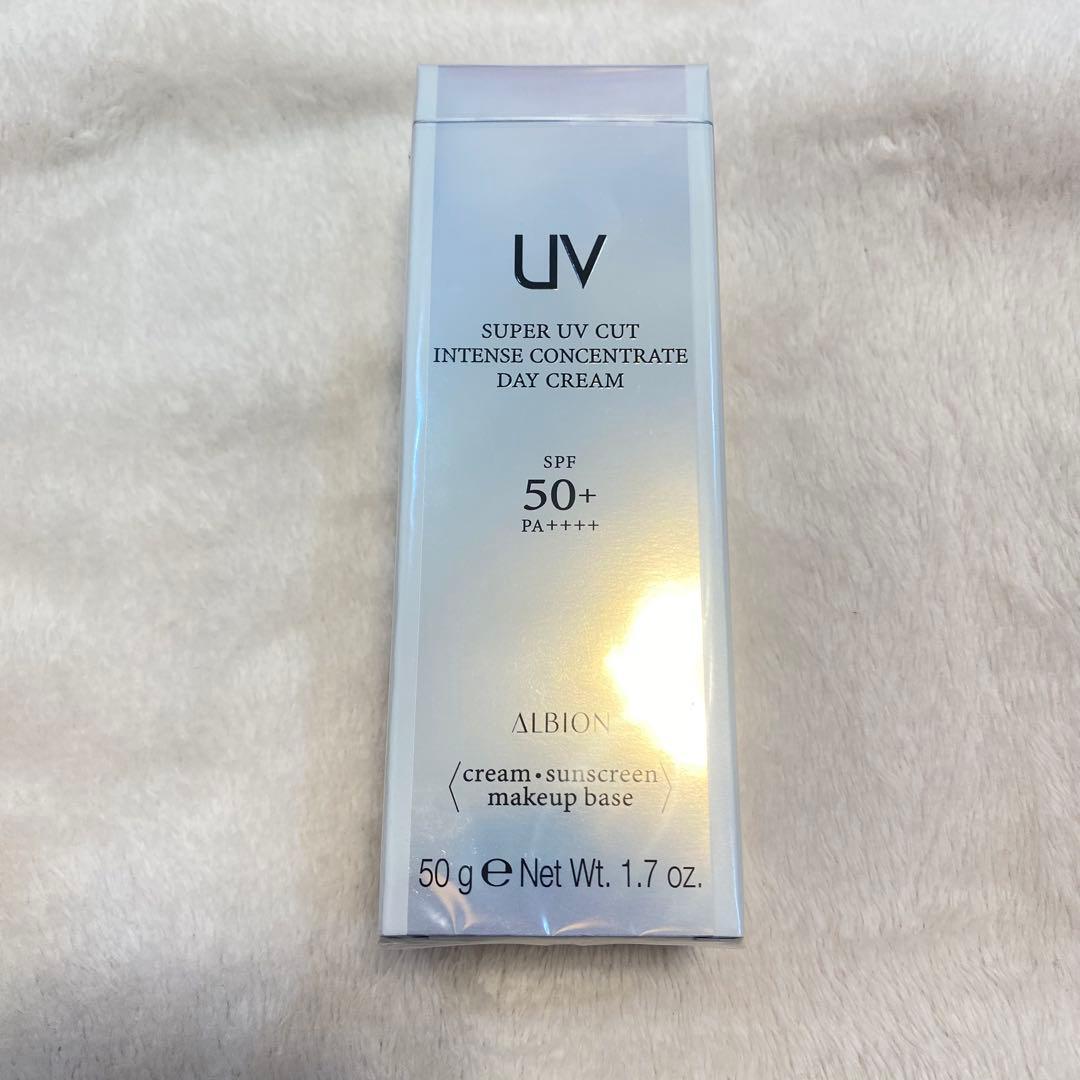 UV
SUPER UV CUT
INTENSE CONCENTRATE
DAY CREAM
SPF
50+
PA++++
ALBION
〈cream・sunscreen
makeup base〉
50 g ℮ Net Wt. 1.7 oz.